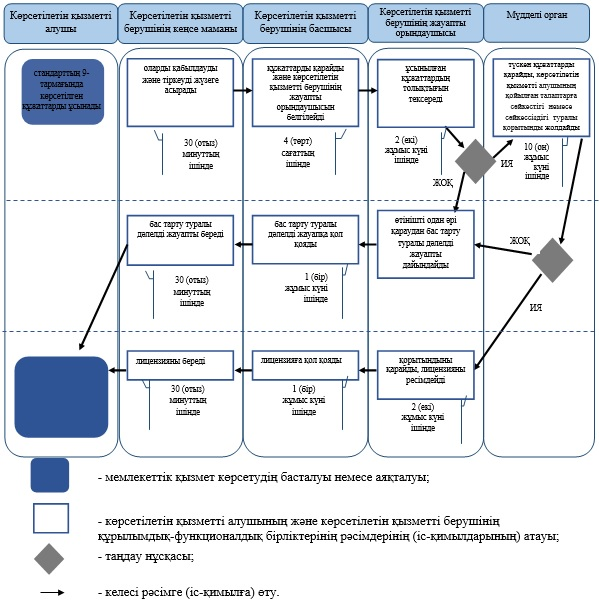 Көрсетілетін қызметті
алушы
Көрсетілетін қызметті
берушінің кеңсе маманы
Көрсетілетін қызметті
берушінің басшысы
Көрсетілетін қызметті
берушінің жауапты
орындаушысы
Мүдделі орган
стандарттың 9-
тармағында
көрсетілген
құжаттарды ұсынады
оларды қабылдауды
және тіркеуді жүзеге
асырады
30 (отыз)
минуттың
ішінде
құжаттарды қарайды
және көрсетілетін
қызметті берушінің
жауапты
орындаушысын
белгілейді
4 (төрт)
сағаттың
ішінде
ұсынылған
құжаттардың
толықтығын
тексереді
2 (екі)
жұмыс күні
ішінде
ИЯ
ЖОҚ
түскен құжаттарды
қарайды, көрсетілетін
қызметті алушының
қойылған талаптарға
сәйкестігі немесе
сәйкессіздігі туралы
қорытынды жолдайды
10 (он)
жұмыс
күні
ішінде
бас тарту туралы
дәлелді жауапты береді
30 (отыз)
минуттың
ішінде
бас тарту туралы
дәлелді жауапқа қол
қояды
1 (бір)
жұмыс күні
ішінде
өтінішті одан әрі
қараудан бас тарту
туралы дәлелді
жауапты
дайындайды
ЖОҚ
ИЯ
лицензияны береді
30 (отыз)
минуттың
ішінде
лицензияға қол қояды
1 (бір)
жұмыс күні
ішінде
қорытындыны
қарайды, лицензияны
ресімдейді
2 (екі)
жұмыс күні
ішінде
- мемлекеттік қызмет көрсетудің басталуы немесе аяқталуы;
- көрсетілетін қызметті алушының және көрсетілетін қызметті берушінің
құрылымдық-функционалдық бірліктерінің рәсімдерінің (іс-қимылдарының) атауы;
- таңдау нұсқасы;
- келесі рәсімге (іс-қимылға) өту.